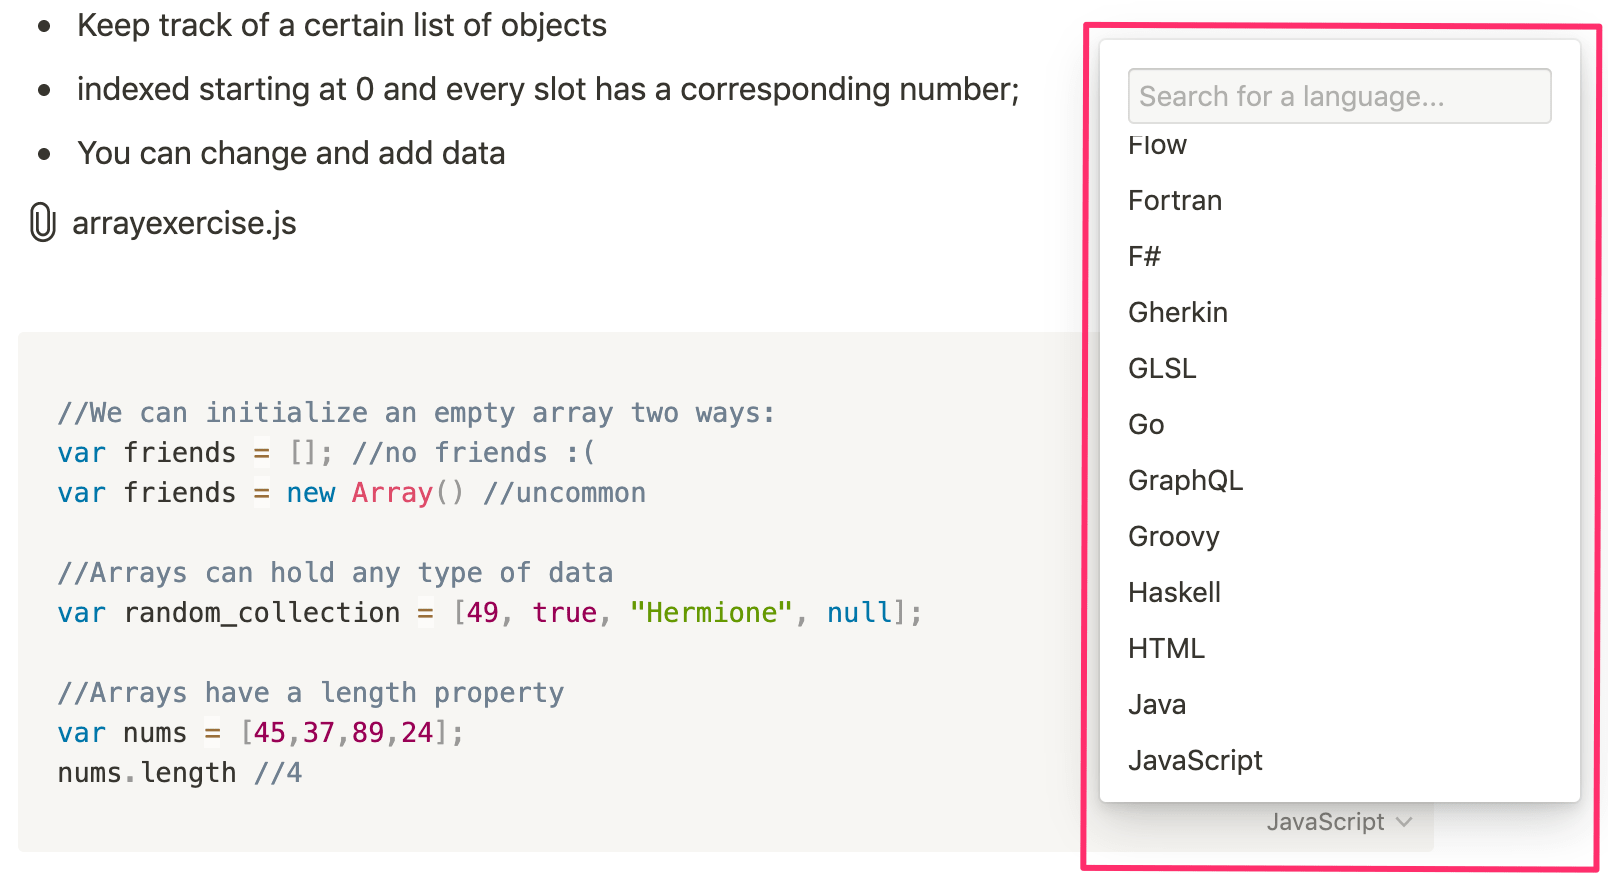 Keep track of a certain list of objects
indexed starting at 0 and every slot has a corresponding number;
You can change and add data
arrayexercise.js
//We can initialize an empty array two ways:
var friends = []; //no friends :(
var friends = new Array() //uncommon
//Arrays can hold any type of data
var random_collection = [49, true, "Hermione", null];
//Arrays have a length property
var nums = [45,37,89,24];
nums.length //4
Search for a language...
Flow
Fortran
F#
Gherkin
GLSL
Go
GraphQL
Groovy
Haskell
HTML
Java
JavaScript
JavaScript